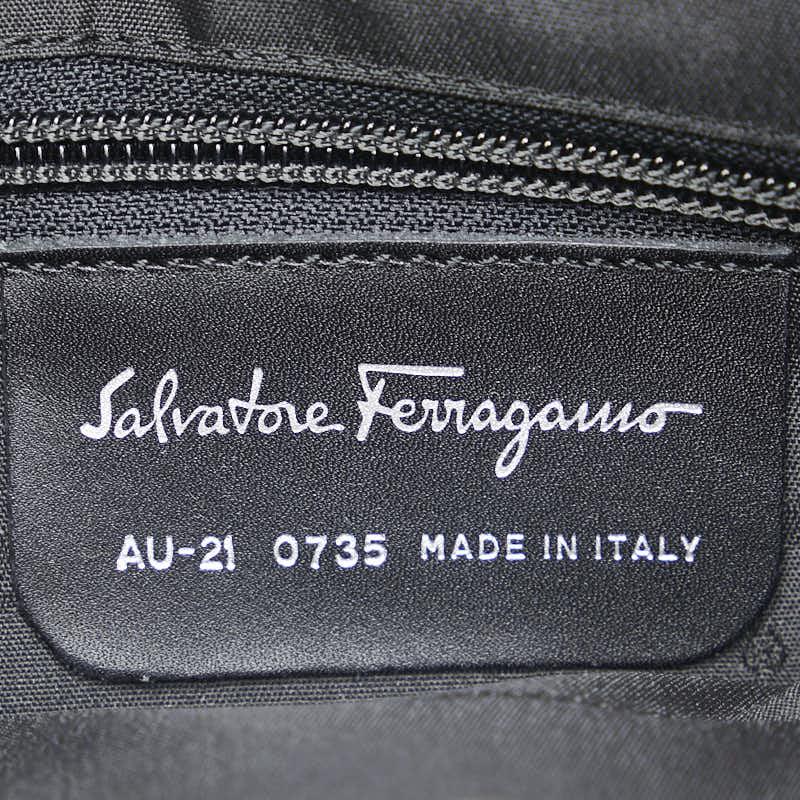 Salvatore Ferragamo
AU-21 0735 MADE IN ITALY